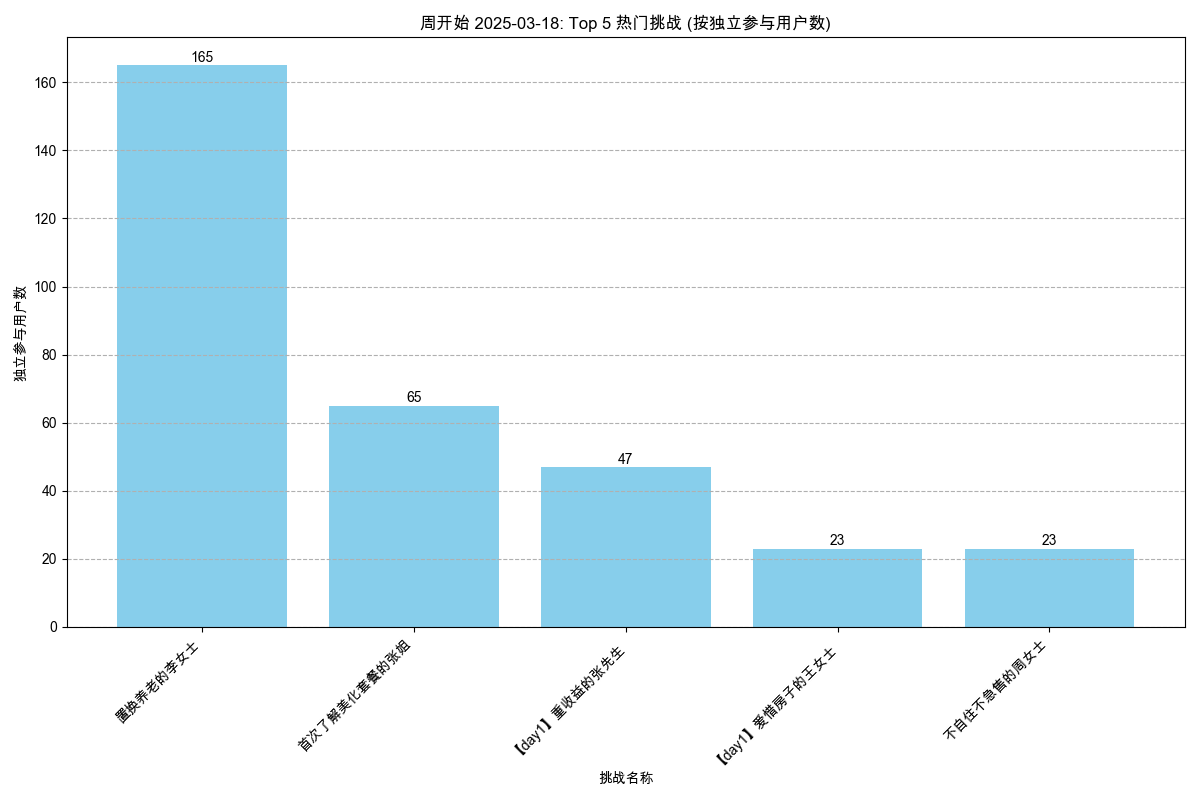 周开始 2025-03-18: Top 5 热门挑战 (按独立参与用户数)
独立参与用户数
160
140
120
100
80
60
40
20
0
165
65
47
23
23
置换养老的李女士
首次了解美化套餐的张姐
【day1】重收益的张先生
【day1】爱惜房子的王女士
不自住不急售的周女士
挑战名称